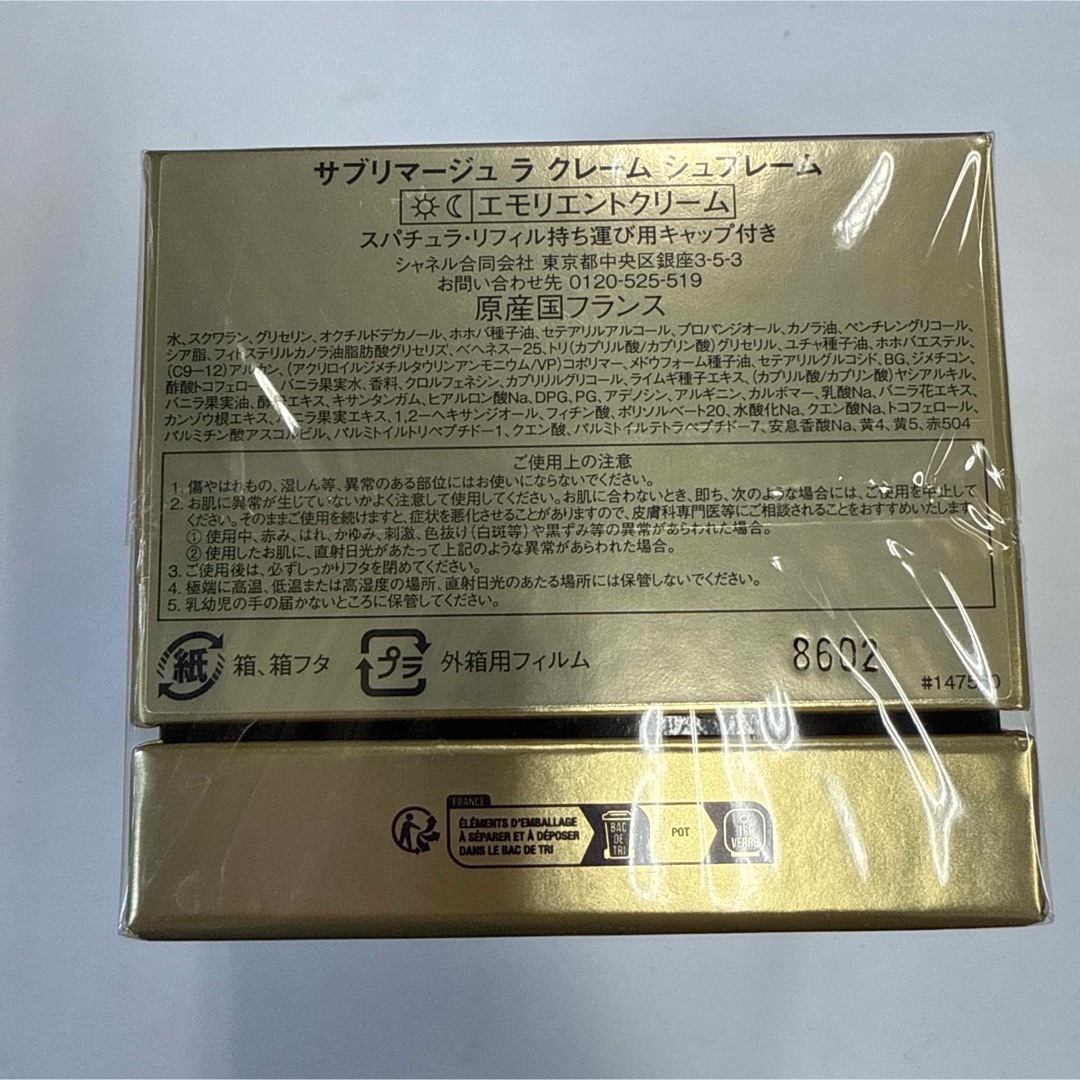 サブリマージュ ラ クレーム シュプレーム
エモリエントクリーム
スパチュラ・リフィル持ち運び用キャップ付き
シャネル合同会社 東京都中央区銀座3-5-3
お問い合わせ先 0120-525-519
原産国フランス
水、スクワラン、グリセリン、オクチルドデカノール、ホホバ種子油、セテアリルアルコール、プロパンジオール、カノラ油、ペンチレングリコール、
シア脂、フィトステリルカノラ油脂肪酸グリセリズ、ベヘネス-25、トリ(カプリル酸/カプリン酸)グリセリル、ユチャ種子油、ホホバエステル、
(C9-12)アルカン、(アクリロイルジメチルタウリンアンモニウム/VP)コポリマー、メドウフォーム種子油、セテアリルグルコシド、BG、ジメチコン、
酢酸トコフェロール、バニラ果実水、香料、クロルフェネシン、カプリリルグリコール、ライムギ種子エキス、(カプリル酸/カプリン酸)ヤシアルキル、
バニラ果実油、酵母エキス、キサンタンガム、ヒアルロン酸Na、DPG、PG、アデノシン、アルギニン、カルボマー、乳酸Na、バニラ花エキス、
カンゾウ根エキス、バニラ果実エキス、1,2-ヘキサンジオール、フィチン酸、ポリソルベート20、水酸化Na、クエン酸Na、トコフェロール、
パルミチン酸アスコルビル、パルミトイルトリペプチド-1、クエン酸、パルミトイルテトラペプチド-7、安息香酸Na、黄4、黄5、赤504
ご使用上の注意
1. 傷やはれもの、湿しん等、異常のある部位にはお使いにならないでください。
2. お肌に異常が生じていないかよく注意して使用してください。お肌に合わないとき、即ち、次のような場合には、ご使用を中止して
ください。そのままご使用を続けますと、症状を悪化させることがありますので、皮膚科専門医等にご相談されることをおすすめいたします。
① 使用中、赤み、はれ、かゆみ、刺激、色抜け(白斑等)や黒ずみ等の異常があらわれた場合。
② 使用したお肌に、直射日光があたって上記のような異常があらわれた場合。
3. ご使用後は、必ずしっかりフタを閉めてください。
4. 極端に高温、低温または高湿度の場所、直射日光のあたる場所には保管しないでください。
5. 乳幼児の手の届かないところに保管してください。
紙 箱、箱フタ プラ 外箱用フィルム 8602
FRANCE
ÉLÉMENTS D'EMBALLAGE
À SÉPARER ET À DÉPOSER
DANS LE BAC DE TRI
BAC
DE
TRI
POT
TRI
VERRE